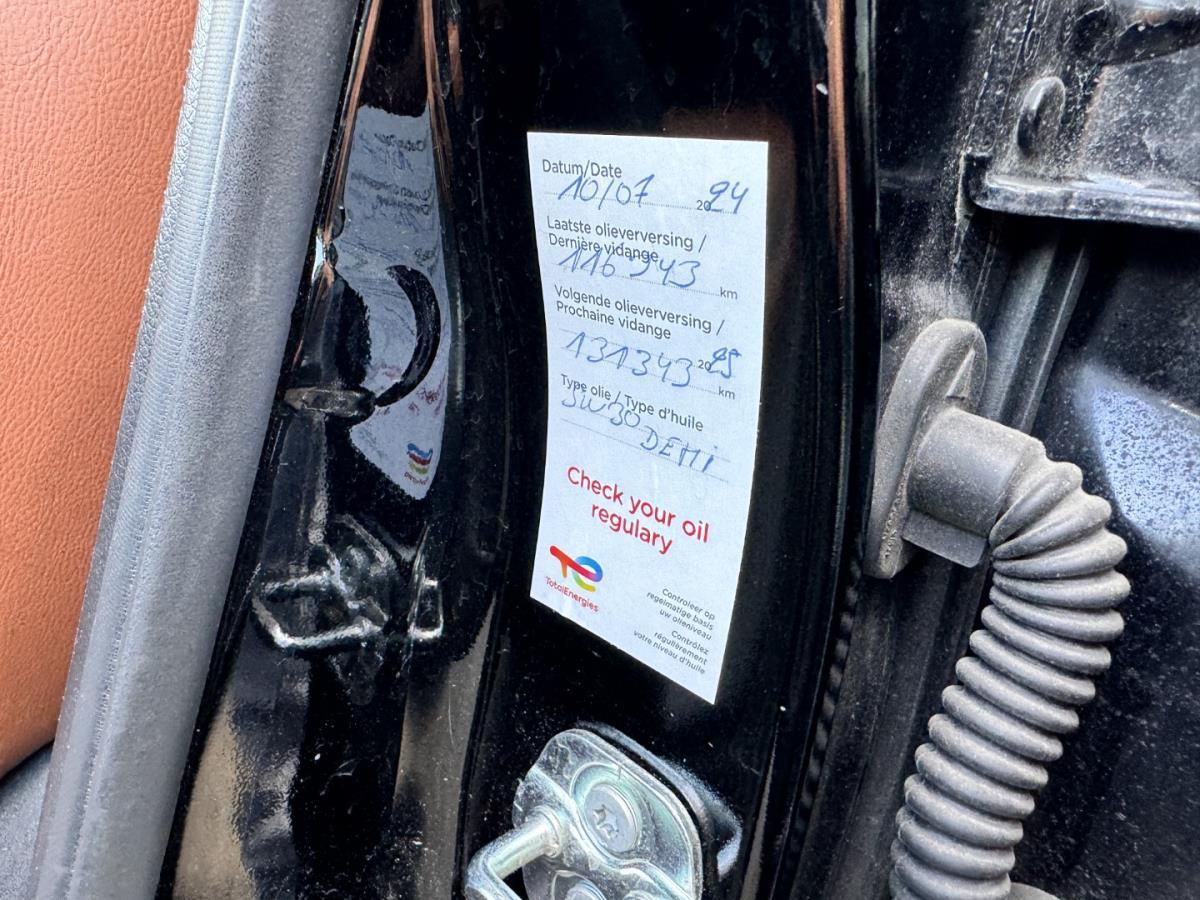 Datum/Date
10/07 2024
Laatste olieverversing /
Dernière vidange
116343 km
Volgende olieverversing /
Prochaine vidange
2025
131343 km
Type olie / Type d'huile
5W30
Check your oil
regulary
TotalEnergies
Controleer op
regelmatige basis
uw olieniveau
Contrôlez
régulièrement
votre niveau d'huile